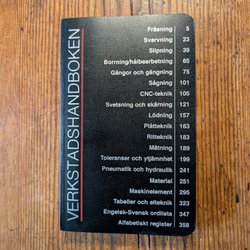 VERKSTADSHANDBOKEN
Fräsning 5
Svarvning 23
Slipning 39
Borrning/hålbearbetning 65
Gängor och gängning 75
Sågning 101
CNC-teknik 105
Svetsning och skärning 121
Lödning 157
Plåtteknik 163
Ritteknik 183
Mätning 189
Toleranser och ytjämnhet 199
Pneumatik och hydraulik 241
Material 251
Maskinelement 295
Tabeller och elteknik 323
Engelsk-Svensk ordlista 347
Alfabetiskt register 358